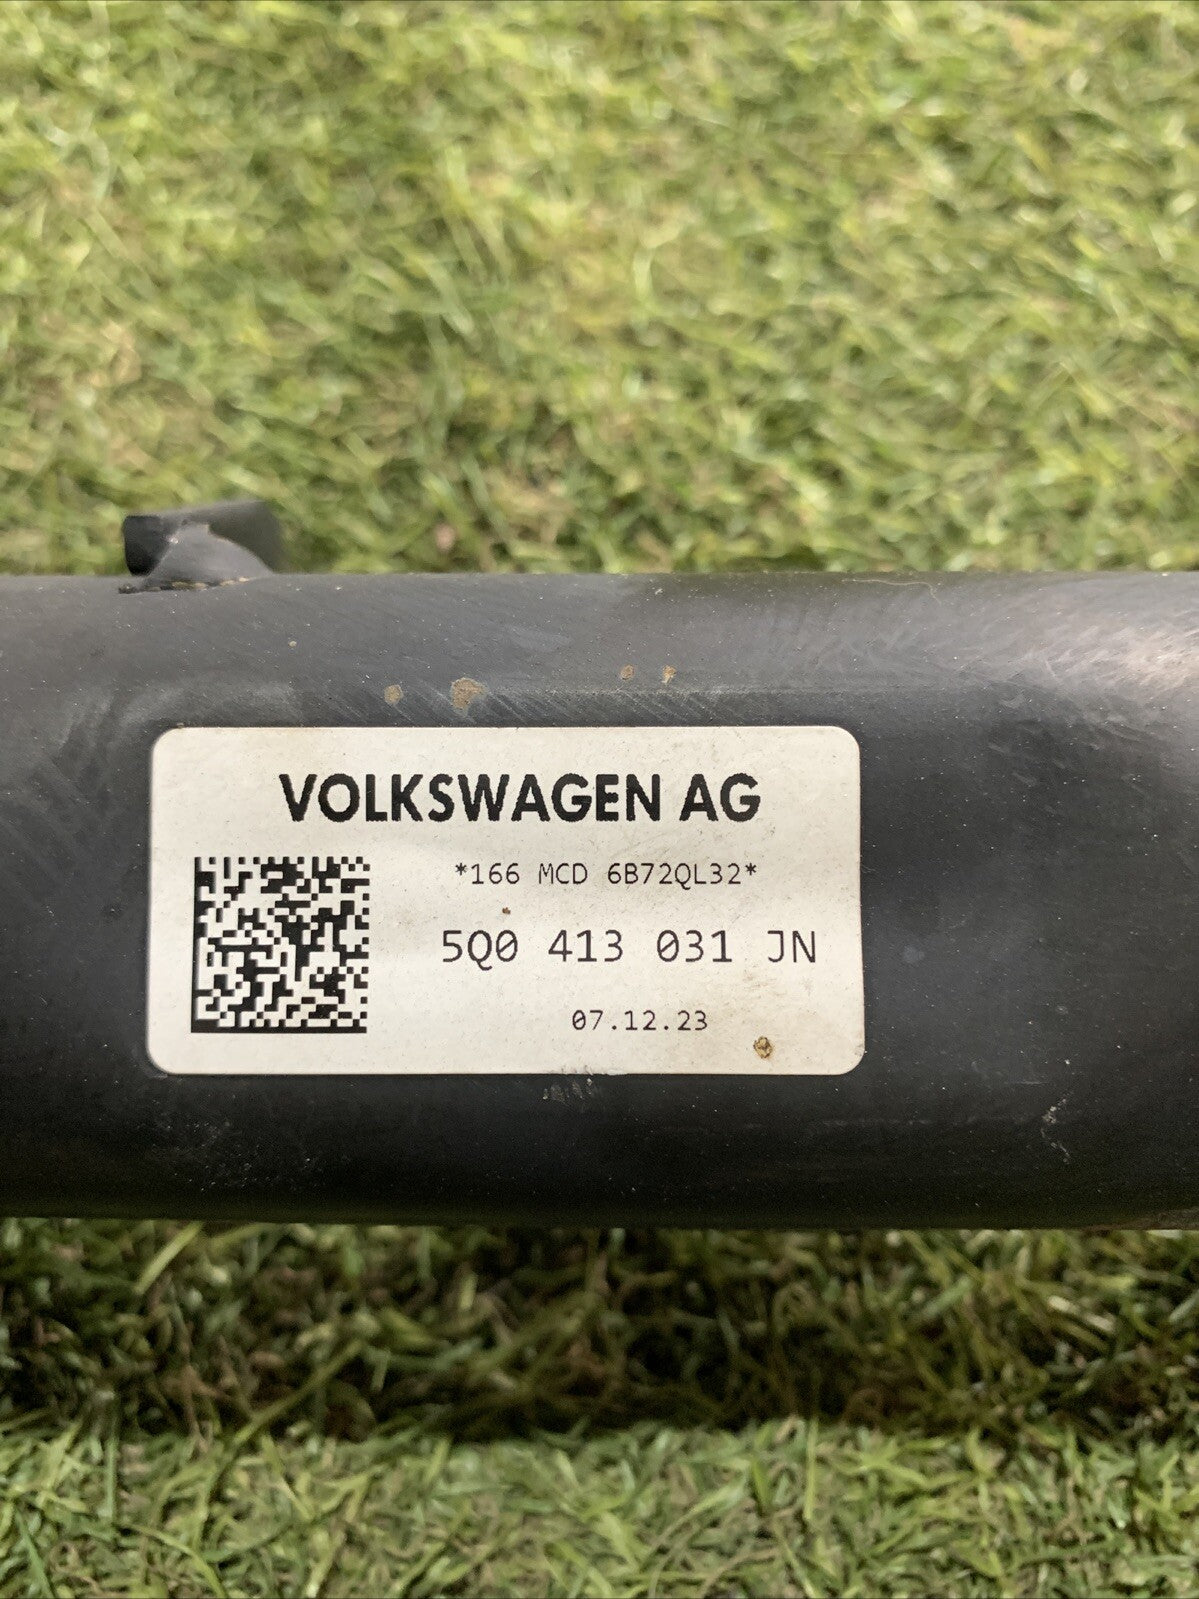 VOLKSWAGEN AG
*166 MCD 6B72QL32*
5Q0 413 031 JN
07.12.23